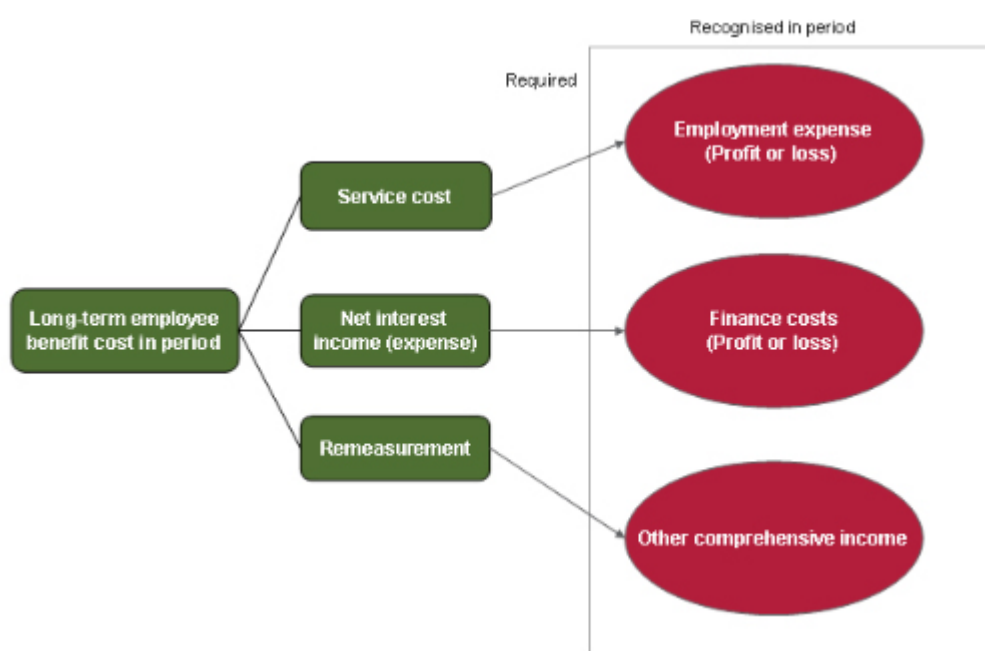 Recognised in period
Required
Employment expense
(Profit or loss)
Service cost
Long-term employee
benefit cost in period
Net interest
income (expense)
Finance costs
(Profit or loss)
Remeasurement
Other comprehensive income